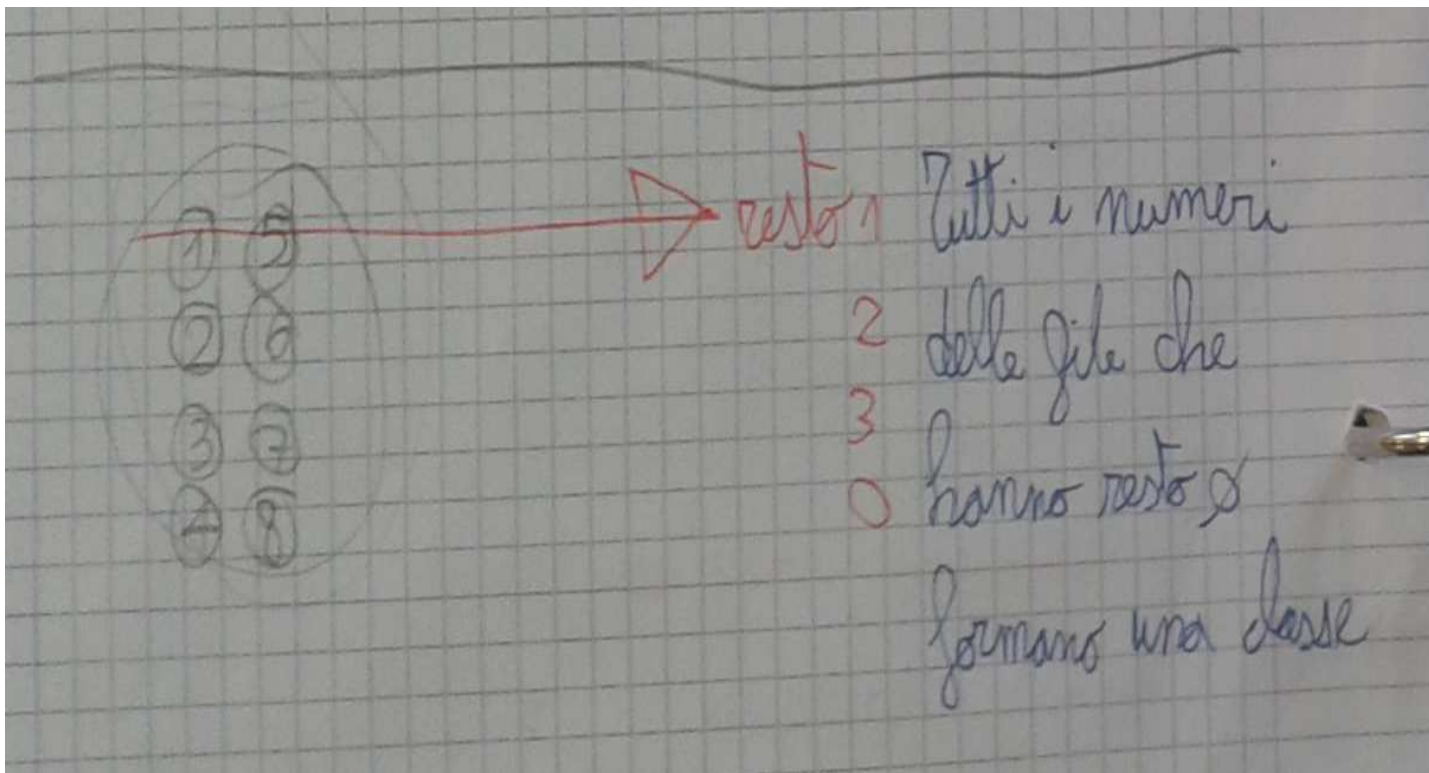 1 5 resto 1 Tutti i numeri
2 6 2 delle file che
3 7 3
4 8 0 hanno resto 0
formano una classe